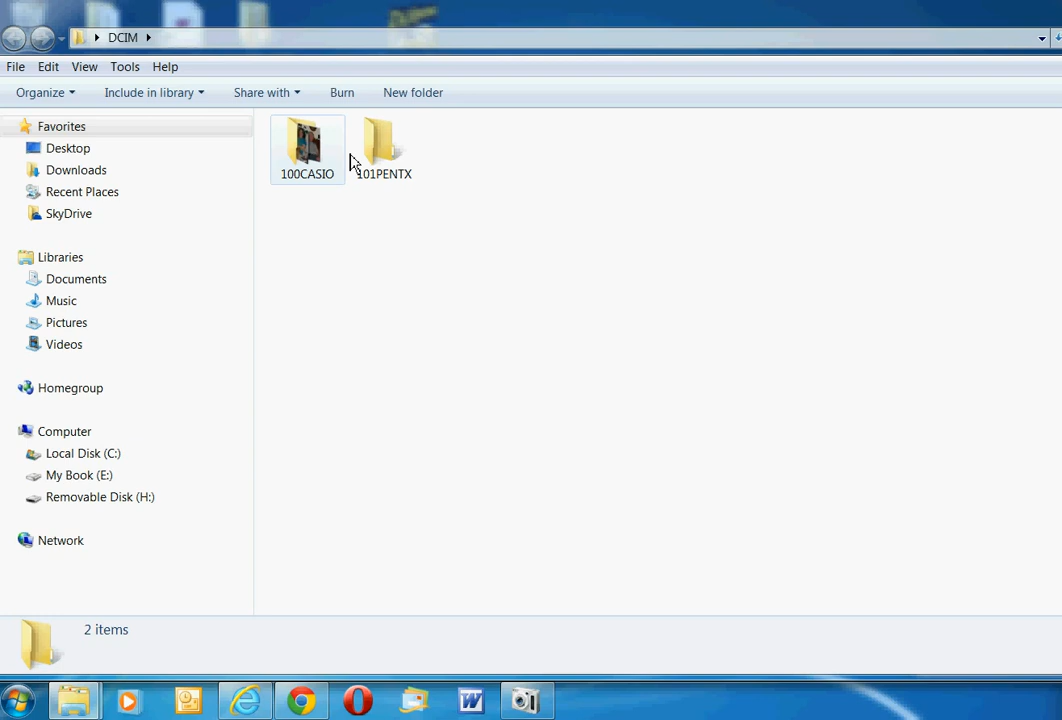 DCIM
File Edit View Tools Help
Organize Include in library Share with Burn New folder
Favorites
Desktop
Downloads
Recent Places
SkyDrive
Libraries
Documents
Music
Pictures
Videos
Homegroup
Computer
Local Disk (C:)
My Book (E:)
Removable Disk (H:)
Network
100CASIO 101PENTX
2 items